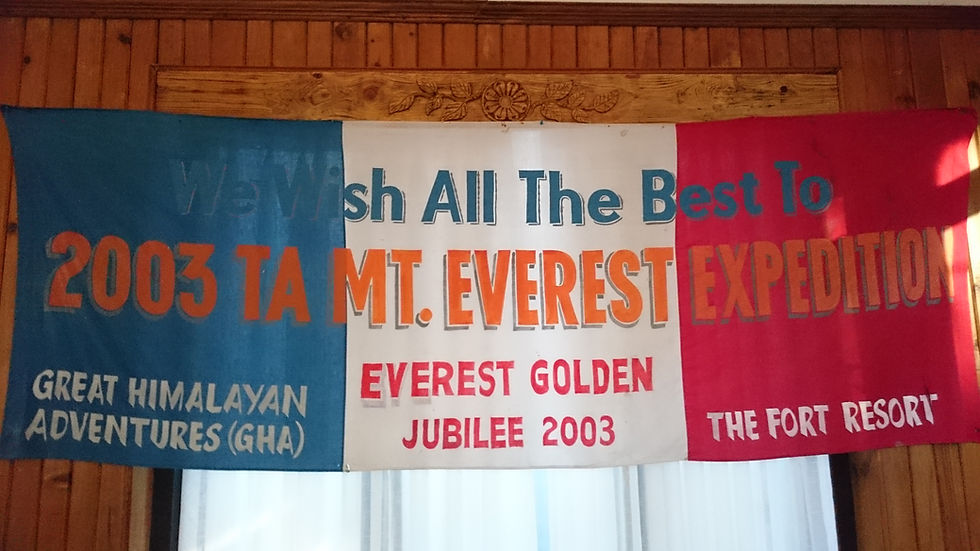 We Wish All The Best To
2003 TA MT. EVEREST EXPEDITION
EVEREST GOLDEN
JUBILEE 2003
GREAT HIMALAYAN
ADVENTURES (GHA)
THE FORT RESORT